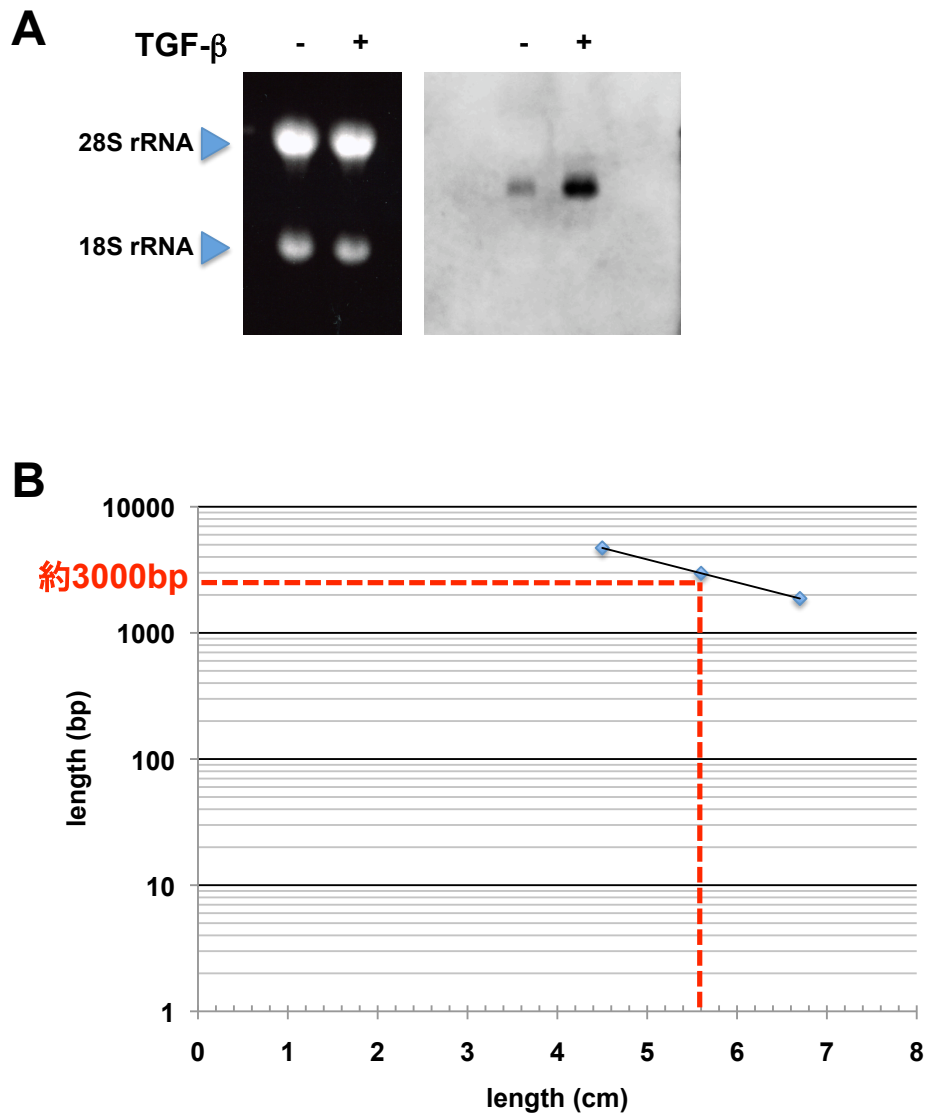 A
TGF-β - + - +
28S rRNA
18S rRNA
B
10000
約3000bp
1000
100
10
1
length (bp)
0 1 2 3 4 5 6 7 8
length (cm)